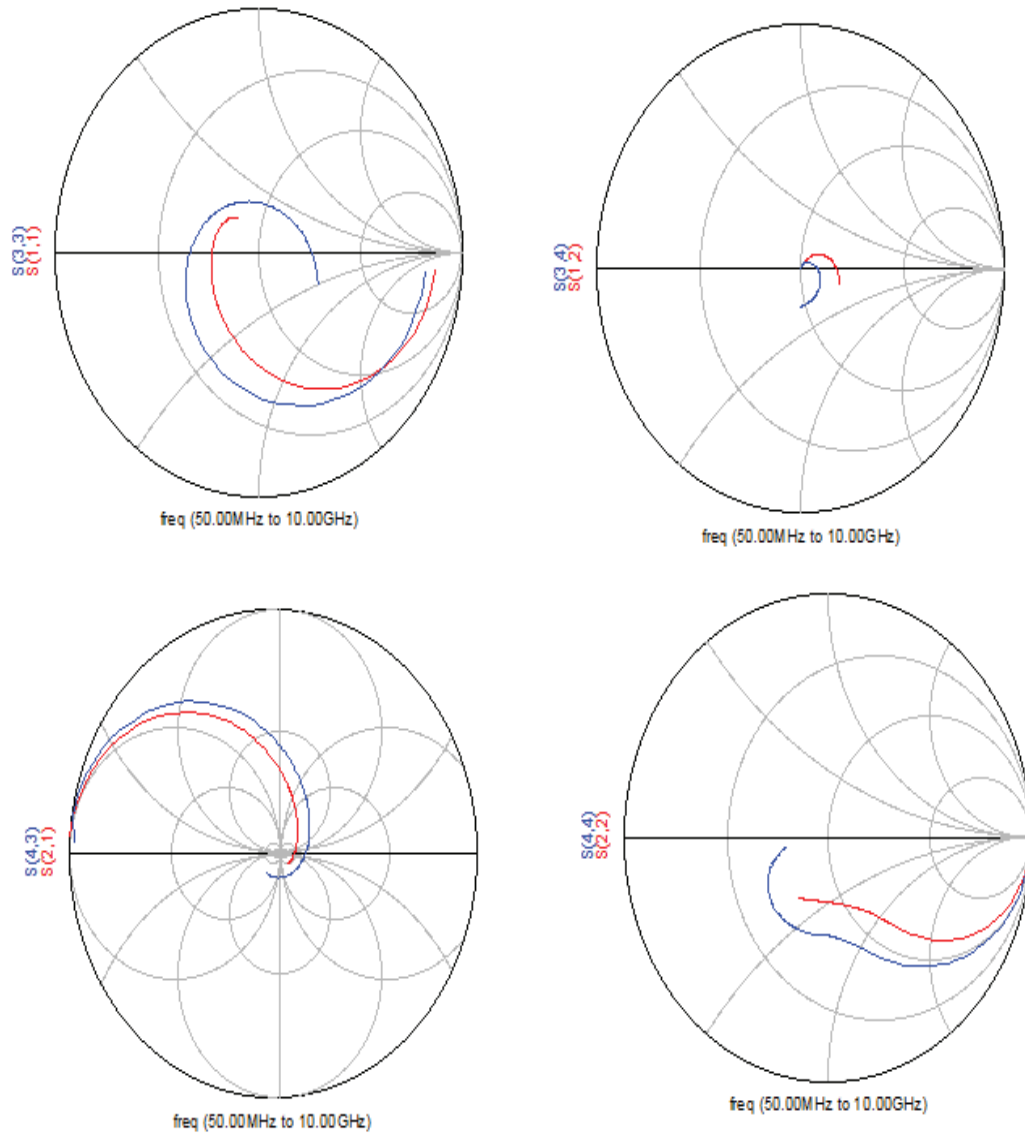 S(3,3)
S(1,1)
freq (50.00MHz to 10.00GHz)
S(3,4)
S(1,2)
freq (50.00MHz to 10.00GHz)
S(4,3)
S(2,1)
freq (50.00MHz to 10.00GHz)
S(4,4)
S(2,2)
freq (50.00MHz to 10.00GHz)